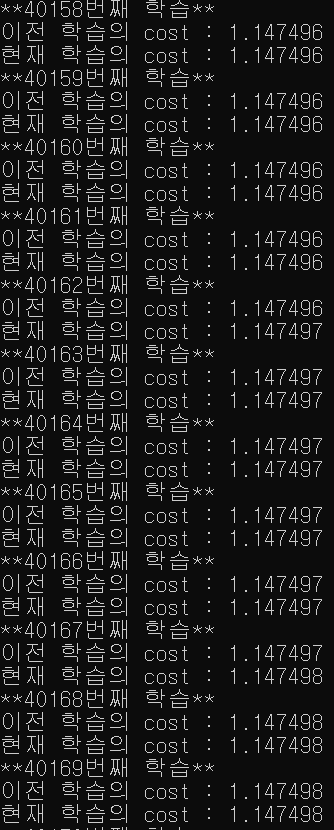 **40158번째 학습**
이전 학습의 cost : 1.147496
현재 학습의 cost : 1.147496
**40159번째 학습**
이전 학습의 cost : 1.147496
현재 학습의 cost : 1.147496
**40160번째 학습**
이전 학습의 cost : 1.147496
현재 학습의 cost : 1.147496
**40161번째 학습**
이전 학습의 cost : 1.147496
현재 학습의 cost : 1.147496
**40162번째 학습**
이전 학습의 cost : 1.147496
현재 학습의 cost : 1.147497
**40163번째 학습**
이전 학습의 cost : 1.147497
현재 학습의 cost : 1.147497
**40164번째 학습**
이전 학습의 cost : 1.147497
현재 학습의 cost : 1.147497
**40165번째 학습**
이전 학습의 cost : 1.147497
현재 학습의 cost : 1.147497
**40166번째 학습**
이전 학습의 cost : 1.147497
현재 학습의 cost : 1.147497
**40167번째 학습**
이전 학습의 cost : 1.147497
현재 학습의 cost : 1.147498
**40168번째 학습**
이전 학습의 cost : 1.147498
현재 학습의 cost : 1.147498
**40169번째 학습**
이전 학습의 cost : 1.147498
현재 학습의 cost : 1.147498